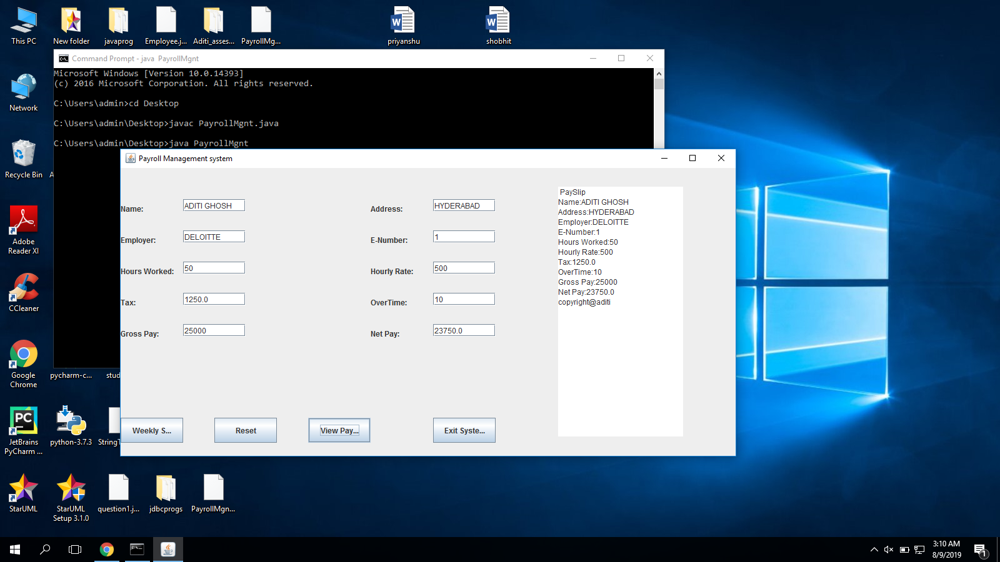 This PC
New folder
javaprog
Employee.j...
Aditi_asses...
PayrollMg...
priyanshu
shobhit
Command Prompt - java  PayrollMgnt
Microsoft Windows [Version 10.0.14393]
(c) 2016 Microsoft Corporation. All rights reserved.
C:\Users\admin>cd Desktop
C:\Users\admin\Desktop>javac PayrollMgnt.java
C:\Users\admin\Desktop>java PayrollMgnt
Network
Recycle Bin
A
Adobe
Reader XI
CCleaner
Google
Chrome
pycharm-c...
stud
JetBrains
PyCharm ...
python-3.7.3
StringT
StarUML
StarUML
Setup 3.1.0
question1.j...
jdbcprogs
PayrollMgn...
Payroll Management system
Name:
ADITI GHOSH
Address:
HYDERABAD
Employer:
DELOITTE
E-Number:
1
Hours Worked:
50
Hourly Rate:
500
Tax:
1250.0
OverTime:
10
Gross Pay:
25000
Net Pay:
23750.0
PaySlip
Name:ADITI GHOSH
Address:HYDERABAD
Employer:DELOITTE
E-Number:1
Hours Worked:50
Hourly Rate:500
Tax:1250.0
OverTime:10
Gross Pay:25000
Net Pay:23750.0
copyright@aditi
Weekly S...
Reset
View Pay...
Exit Syste...
3:10 AM
8/9/2019
1